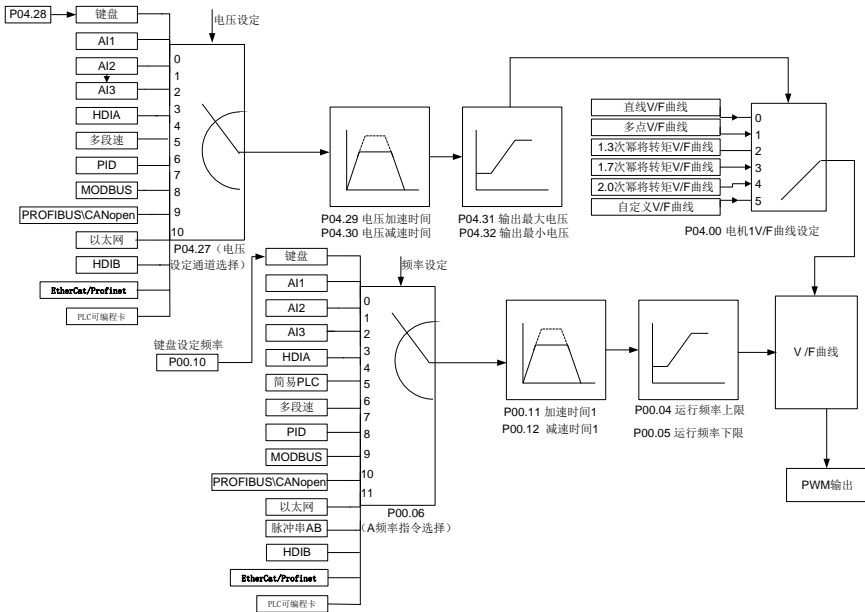 P04.28
键盘
AI1
AI2
AI3
HDIA
多段速
PID
MODBUS
PROFIBUS\CANopen
以太网
HDIB
EtherCat/Profinet
PLC可编程卡
电压设定
0
1
2
3
4
5
6
7
8
9
10
P04.27（电压
设定通道选择）
P04.29 电压加速时间
P04.30 电压减速时间
P04.31 输出最大电压
P04.32 输出最小电压
直线V/F曲线
多点V/F曲线
1.3次幂将转矩V/F曲线
1.7次幂将转矩V/F曲线
2.0次幂将转矩V/F曲线
自定义V/F曲线
0
1
2
3
4
5
P04.00 电机1V/F曲线设定
键盘设定频率
P00.10
键盘
AI1
AI2
AI3
HDIA
简易PLC
多段速
PID
MODBUS
PROFIBUS\CANopen
以太网
脉冲串AB
HDIB
EtherCat/Profinet
PLC可编程卡
频率设定
0
1
2
3
4
5
6
7
8
9
10
11
P00.06
（A频率指令选择）
P00.11 加速时间1
P00.12 减速时间1
P00.04 运行频率上限
P00.05 运行频率下限
V /F曲线
PWM输出